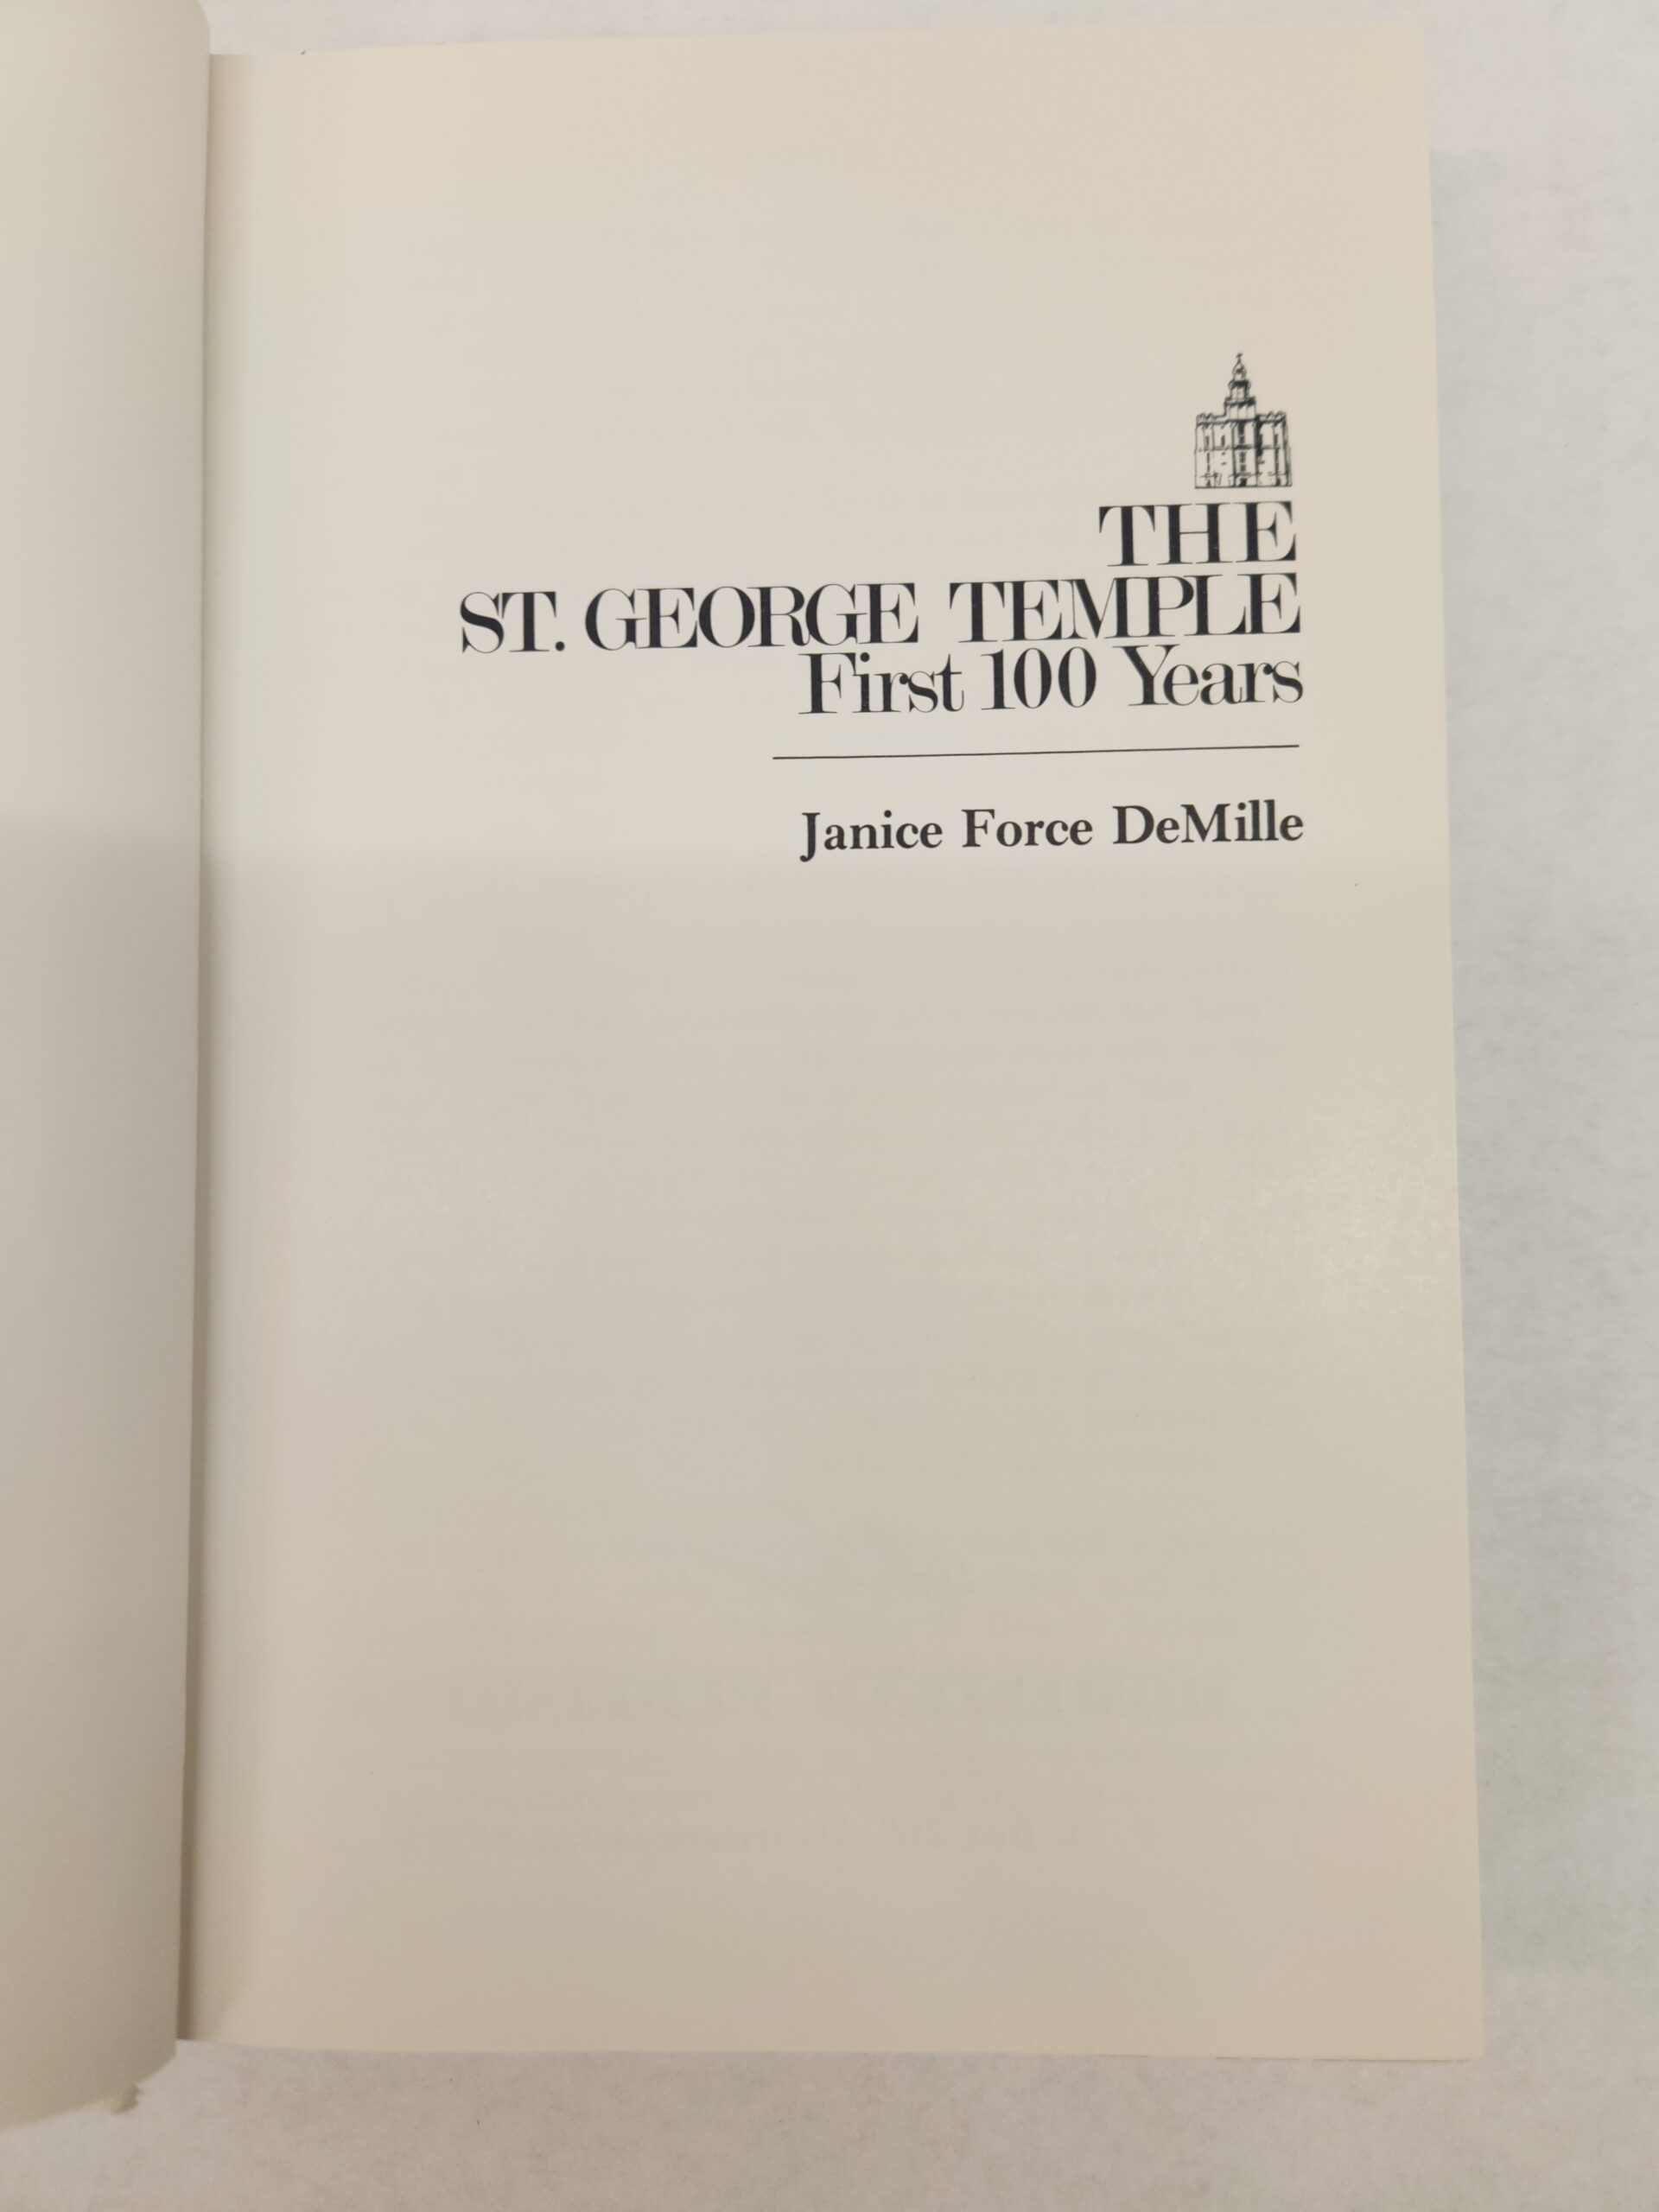 THE
ST. GEORGE TEMPLE
First 100 Years
Janice Force DeMille